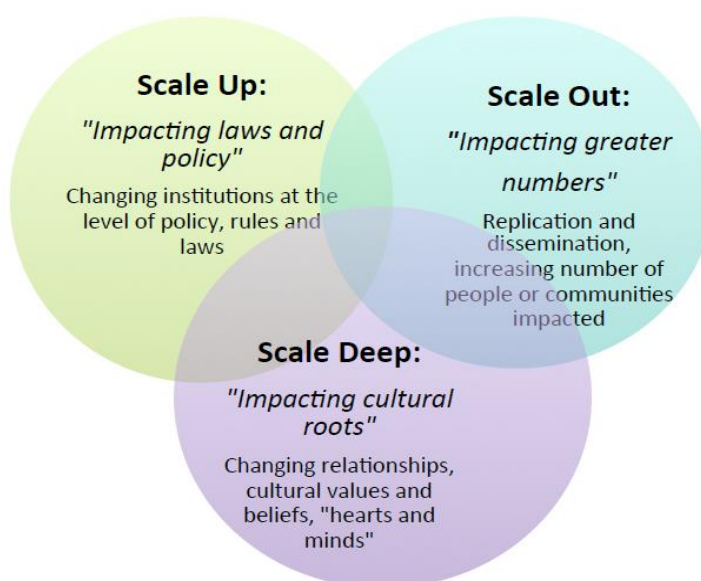 Scale Up:
"Impacting laws and
policy"
Changing institutions at the
level of policy, rules and
laws
Scale Out:
"Impacting greater
numbers"
Replication and
dissemination,
increasing number of
people or communities
impacted
Scale Deep:
"Impacting cultural
roots"
Changing relationships,
cultural values and
beliefs, "hearts and
minds"